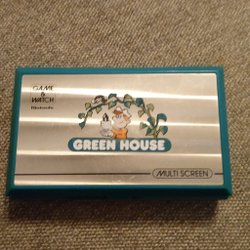 GAME
&
WATCH
Nintendo
GREEN HOUSE
MULTI SCREEN